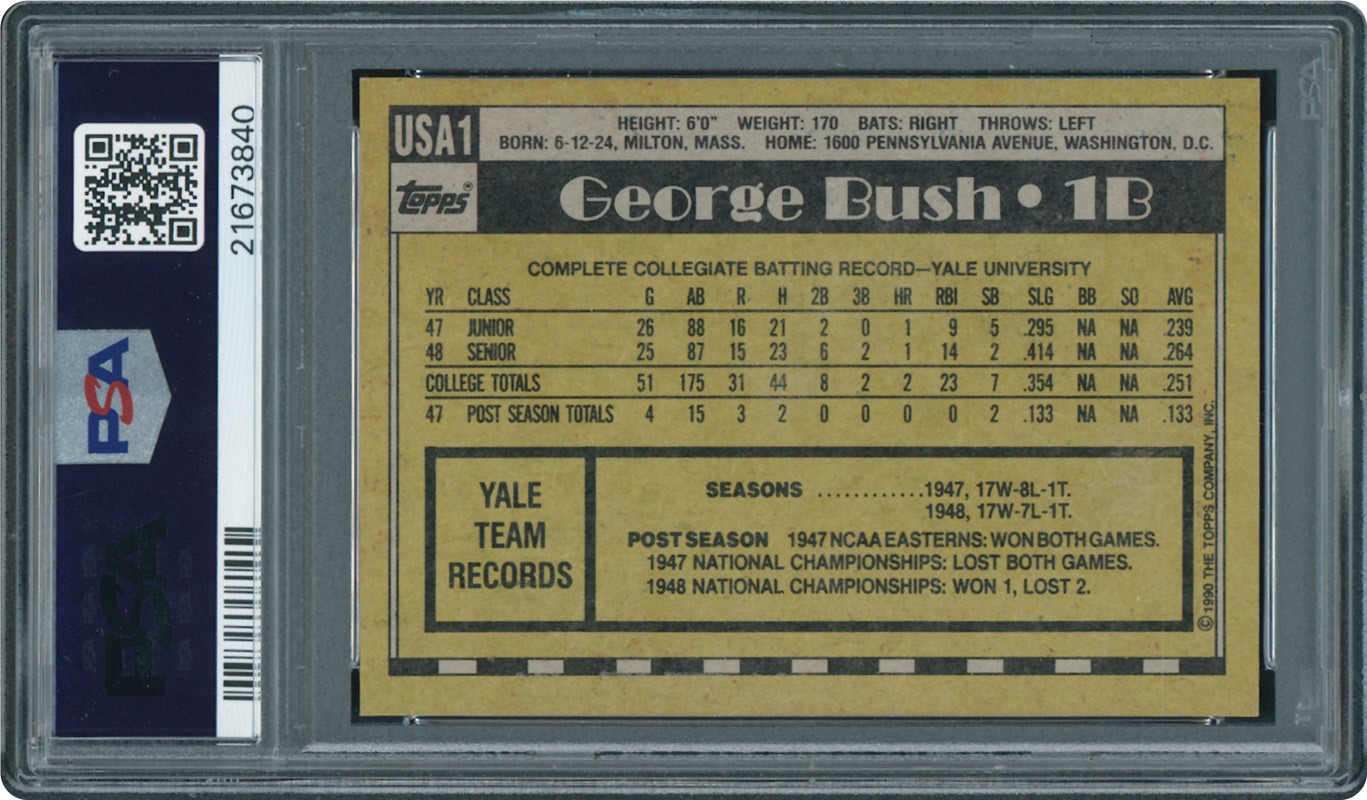 PSA
21673840
PSA
PSA
USA1
HEIGHT: 6'0" WEIGHT: 170 BATS: RIGHT THROWS: LEFT
BORN: 6-12-24, MILTON, MASS. HOME: 1600 PENNSYLVANIA AVENUE, WASHINGTON, D.C.
topps®
George Bush • 1B
COMPLETE COLLEGIATE BATTING RECORD—YALE UNIVERSITY
YR CLASS G AB R H 2B 3B HR RBI SB SLG BB SO AVG
47 JUNIOR 26 88 16 21 2 0 1 9 5 .295 NA NA .239
48 SENIOR 25 87 15 23 6 2 1 14 2 .414 NA NA .264
COLLEGE TOTALS 51 175 31 44 8 2 2 23 7 .354 NA NA .251
47 POST SEASON TOTALS 4 15 3 2 0 0 0 0 2 .133 NA NA .133
YALE
TEAM
RECORDS
SEASONS ............1947, 17W-8L-1T.
1948, 17W-7L-1T.
POST SEASON 1947 NCAA EASTERNS: WON BOTH GAMES.
1947 NATIONAL CHAMPIONSHIPS: LOST BOTH GAMES.
1948 NATIONAL CHAMPIONSHIPS: WON 1, LOST 2.
© 1990 THE TOPPS COMPANY, INC.